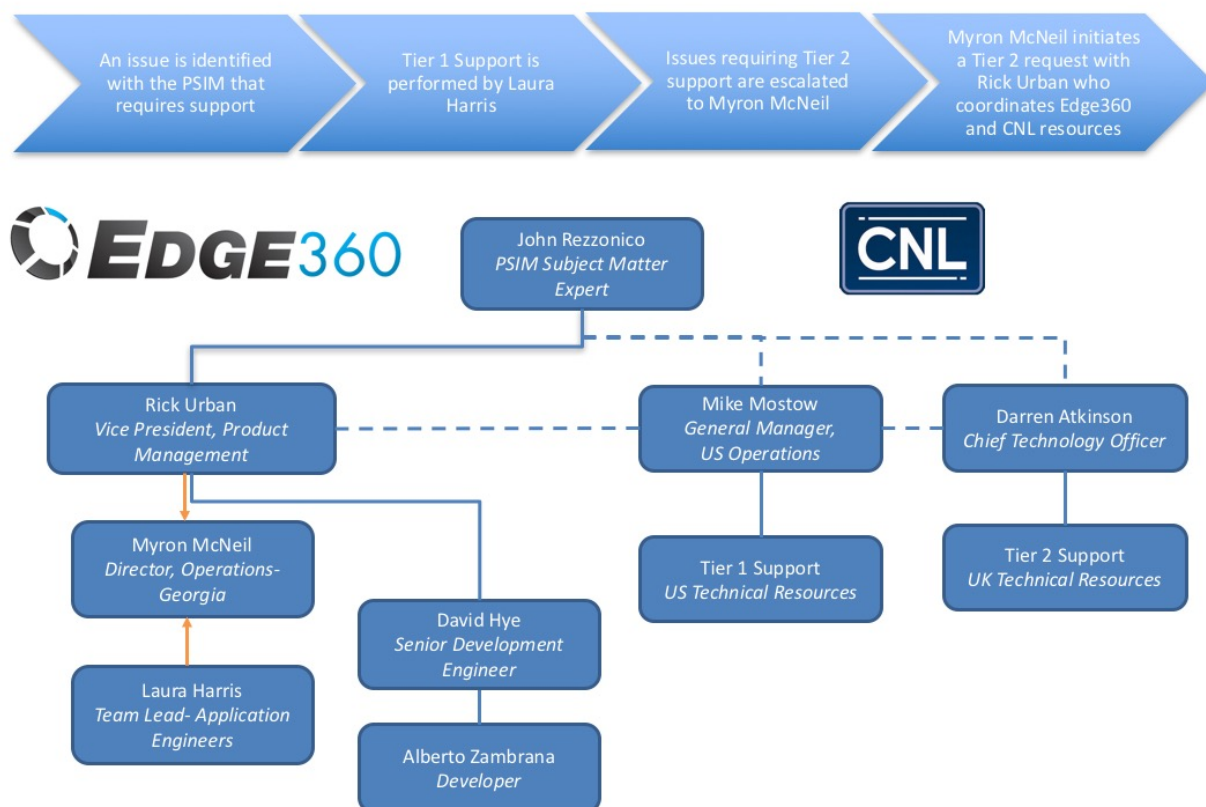 An issue is identified
with the PSIM that
requires support
Tier 1 Support is
performed by Laura
Harris
Issues requiring Tier 2
support are escalated
to Myron McNeil
Myron McNeil initiates
a Tier 2 request with
Rick Urban who
coordinates Edge360
and CNL resources
EDGE360
CNL
John Rezzonico
PSIM Subject Matter
Expert
Rick Urban
Vice President, Product
Management
Mike Mostow
General Manager,
US Operations
Darren Atkinson
Chief Technology Officer
Myron McNeil
Director, Operations-
Georgia
Tier 1 Support
US Technical Resources
Tier 2 Support
UK Technical Resources
David Hye
Senior Development
Engineer
Laura Harris
Team Lead- Application
Engineers
Alberto Zambrana
Developer